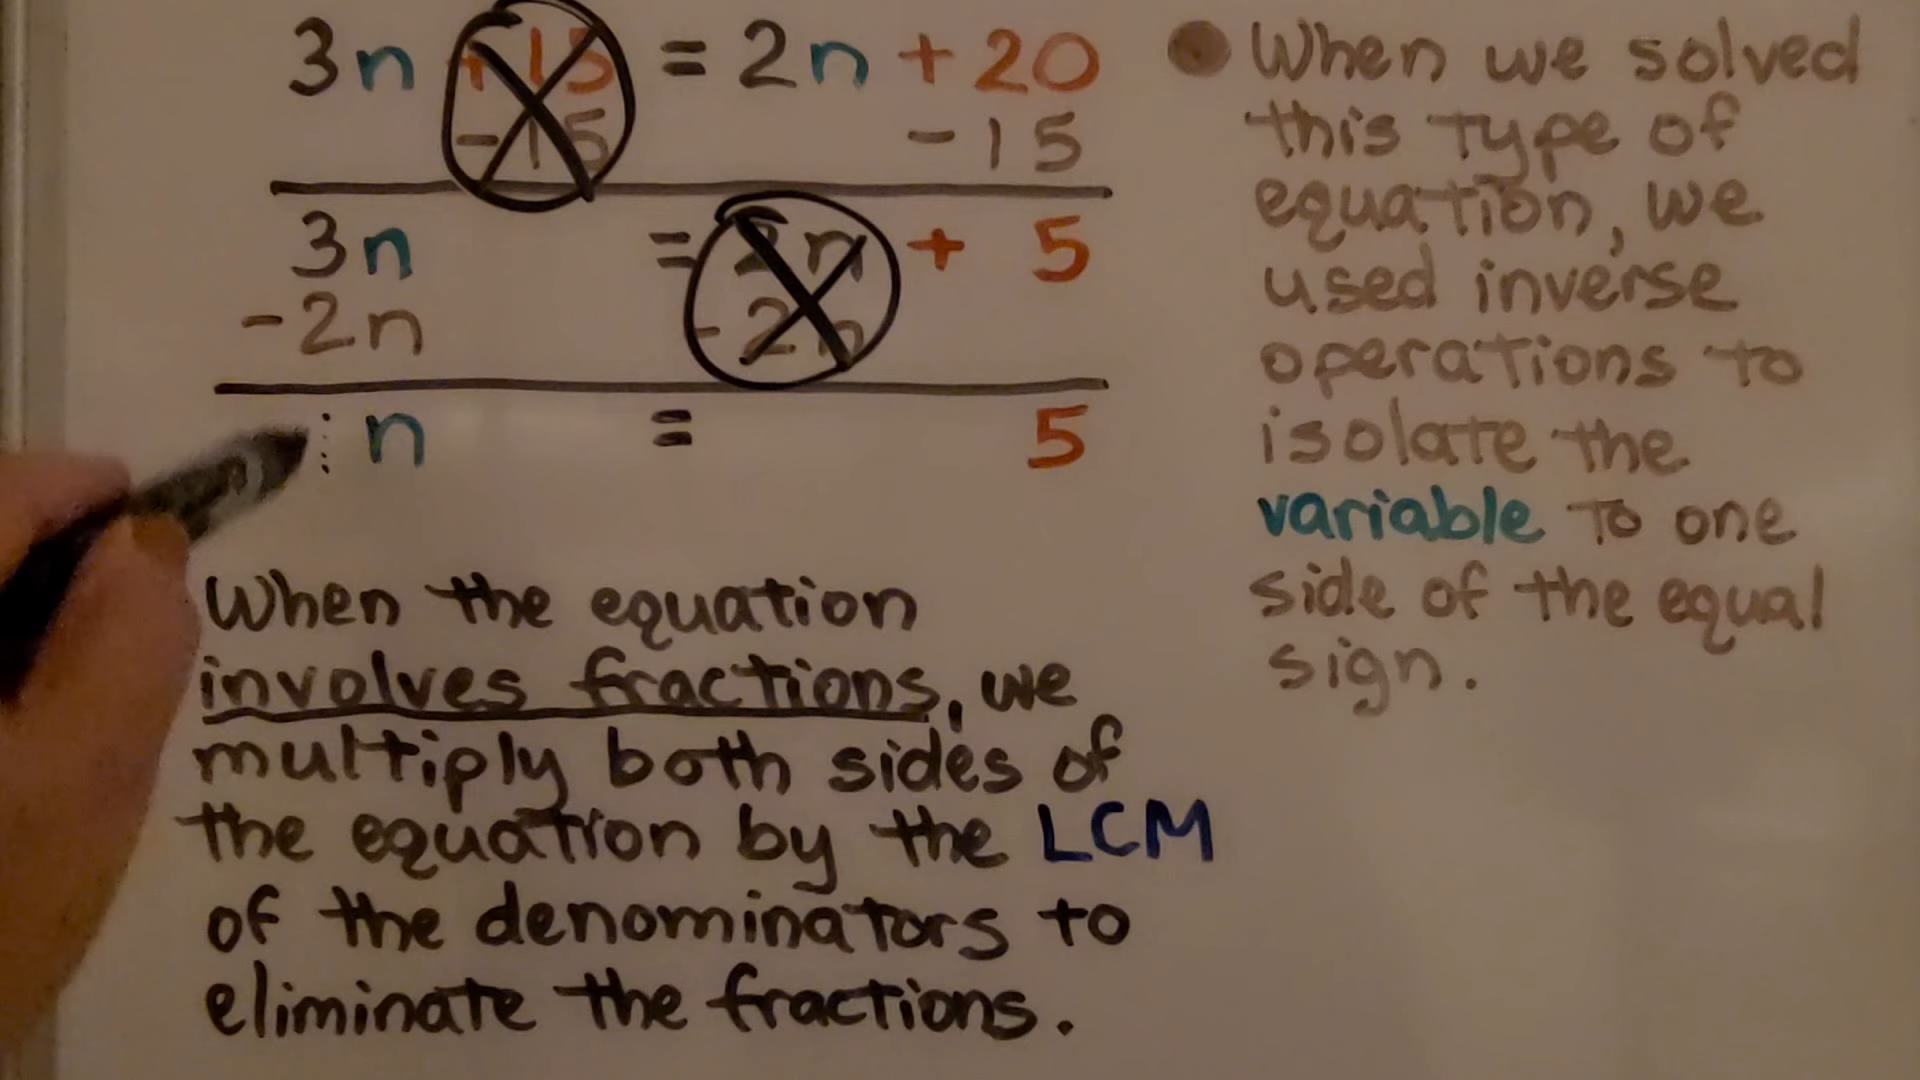 3n +15 = 2n + 20
-15 -15
3n = 2n + 5
-2n -2n
n = 5
When the equation
involves fractions, we
multiply both sides of
the equation by the LCM
of the denominators to
eliminate the fractions.
When we solved
this type of
equation, we
used inverse
operations to
isolate the
variable to one
side of the equal
sign.